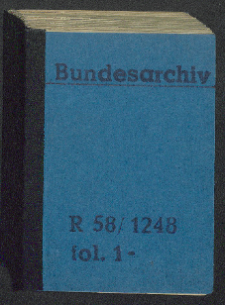 Bundesarchiv
R 58/1248
fol. 1-